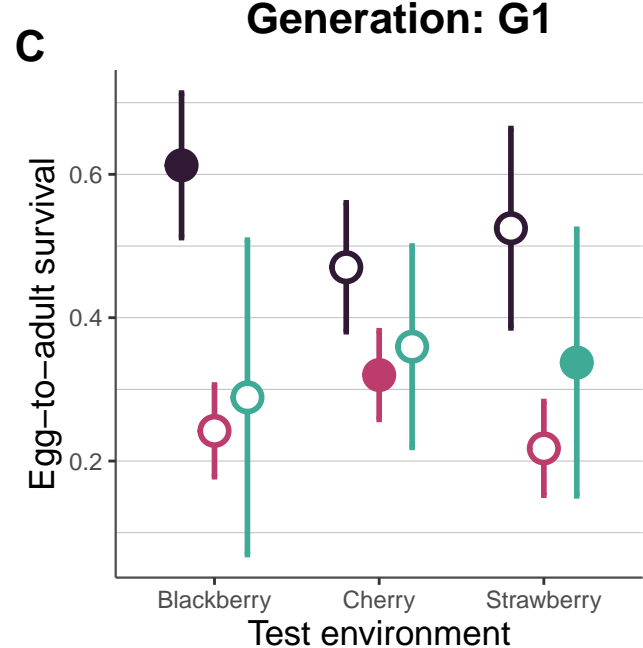 Generation: G1
C
Egg−to−adult survival
0.6
0.4
0.2
Blackberry Cherry Strawberry
Test environment